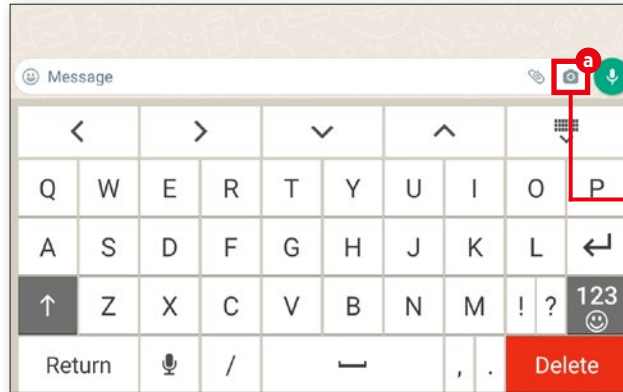 Message
a
Q W E R T Y U I O P
A S D F G H J K L
Z X C V B N M ! ? 123
Return / , . Delete